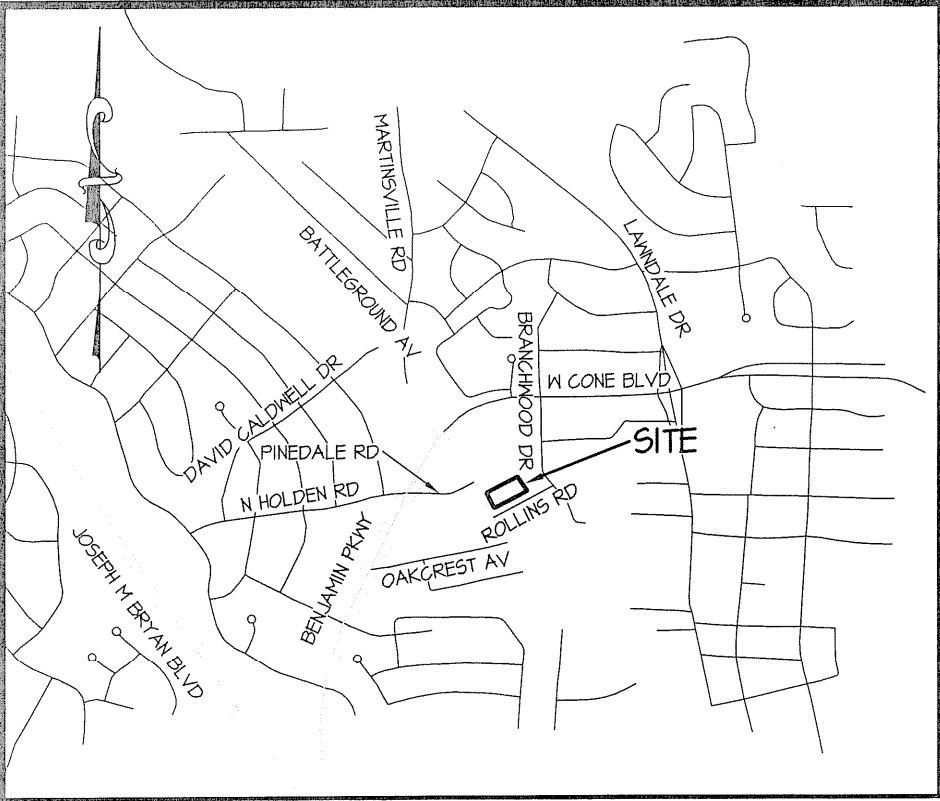 MARTINSVILLE RD
BATTLEGROUND AV
LAWNDALE DR
BRANCHWOOD DR
W CONE BLVD
DAVID CALDWELL DR
PINEDALE RD
SITE
N HOLDEN RD
ROLLINS RD
JOSEPH M BRYAN BLVD
BENJAMIN PKWY
OAKCREST AV